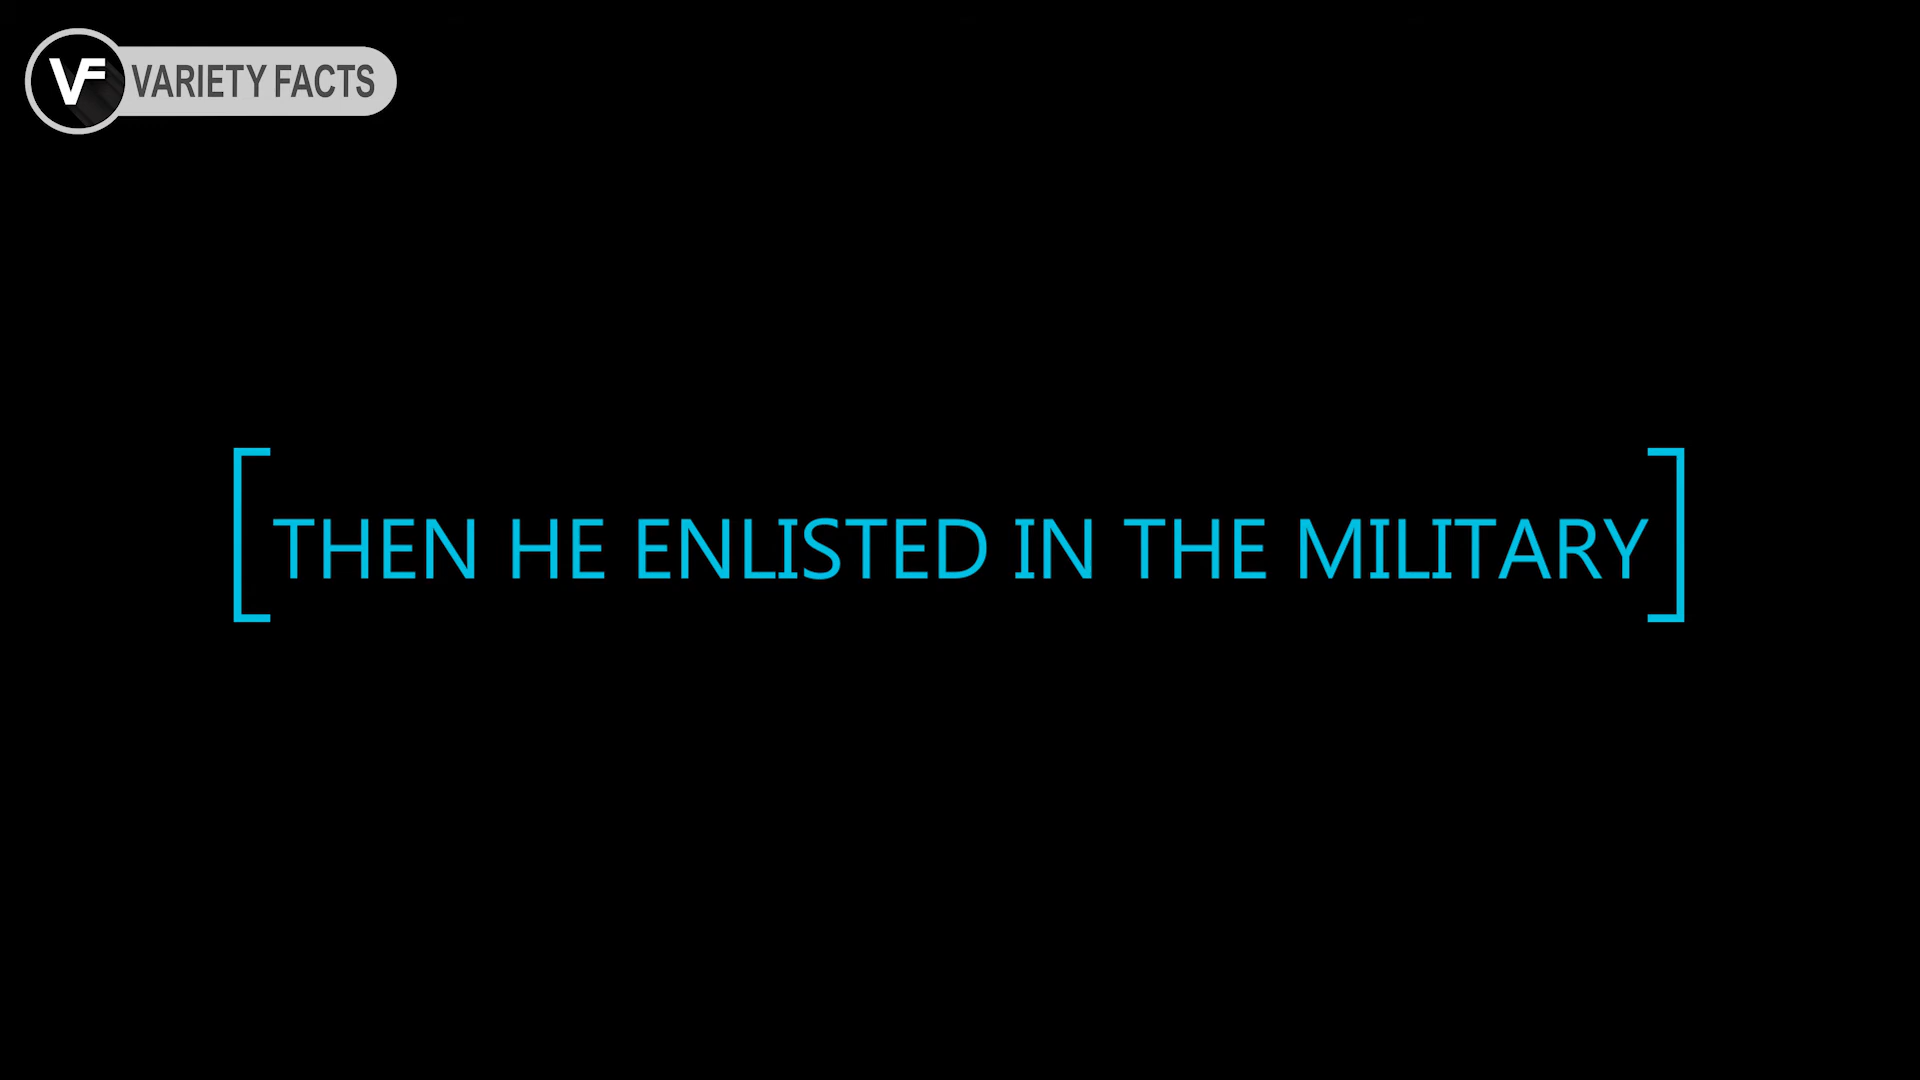 VF VARIETY FACTS
THEN HE ENLISTED IN THE MILITARY